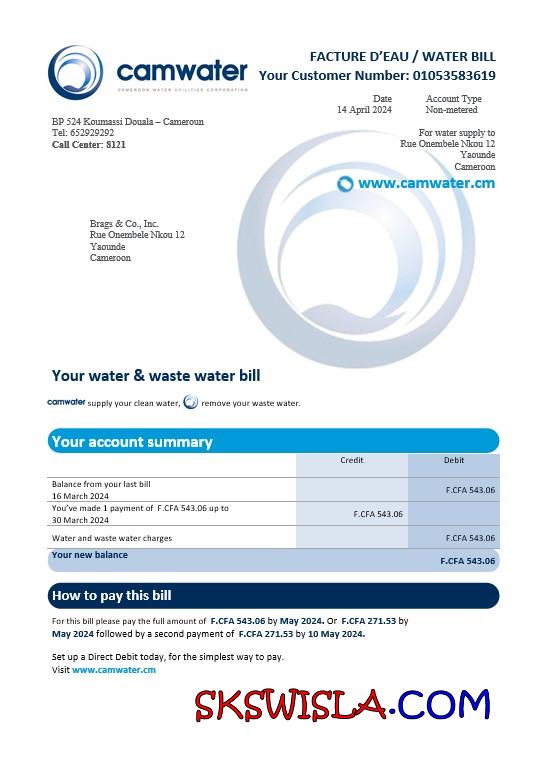 camwater
CAMEROON WATER UTILITIES CORPORATION
FACTURE D'EAU / WATER BILL
Your Customer Number: 01053583619
Date Account Type
14 April 2024 Non-metered
BP 524 Koumassi Douala – Cameroun
Tel: 652929292
Call Center: 8121
For water supply to
Rue Onembele Nkou 12
Yaounde
Cameroon
www.camwater.cm
Brags & Co., Inc.
Rue Onembele Nkou 12
Yaounde
Cameroon
Your water & waste water bill
camwater supply your clean water, remove your waste water.
Your account summary
Credit Debit
Balance from your last bill
16 March 2024 F.CFA 543.06
You've made 1 payment of F.CFA 543.06 up to
30 March 2024 F.CFA 543.06
Water and waste water charges F.CFA 543.06
Your new balance F.CFA 543.06
How to pay this bill
For this bill please pay the full amount of F.CFA 543.06 by May 2024. Or F.CFA 271.53 by
May 2024 followed by a second payment of F.CFA 271.53 by 10 May 2024.
Set up a Direct Debit today, for the simplest way to pay.
Visit www.camwater.cm
SKSWISLA.COM